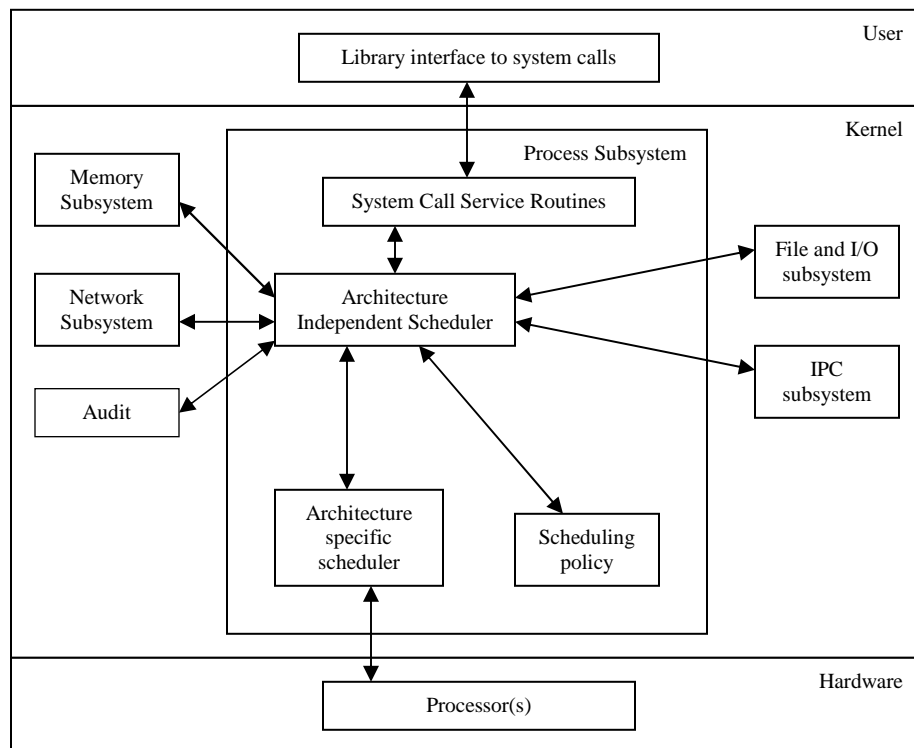 User
Library interface to system calls
Kernel
Process Subsystem
Memory
Subsystem
System Call Service Routines
File and I/O
subsystem
Network
Subsystem
Architecture
Independent Scheduler
IPC
subsystem
Audit
Architecture
specific
scheduler
Scheduling
policy
Hardware
Processor(s)